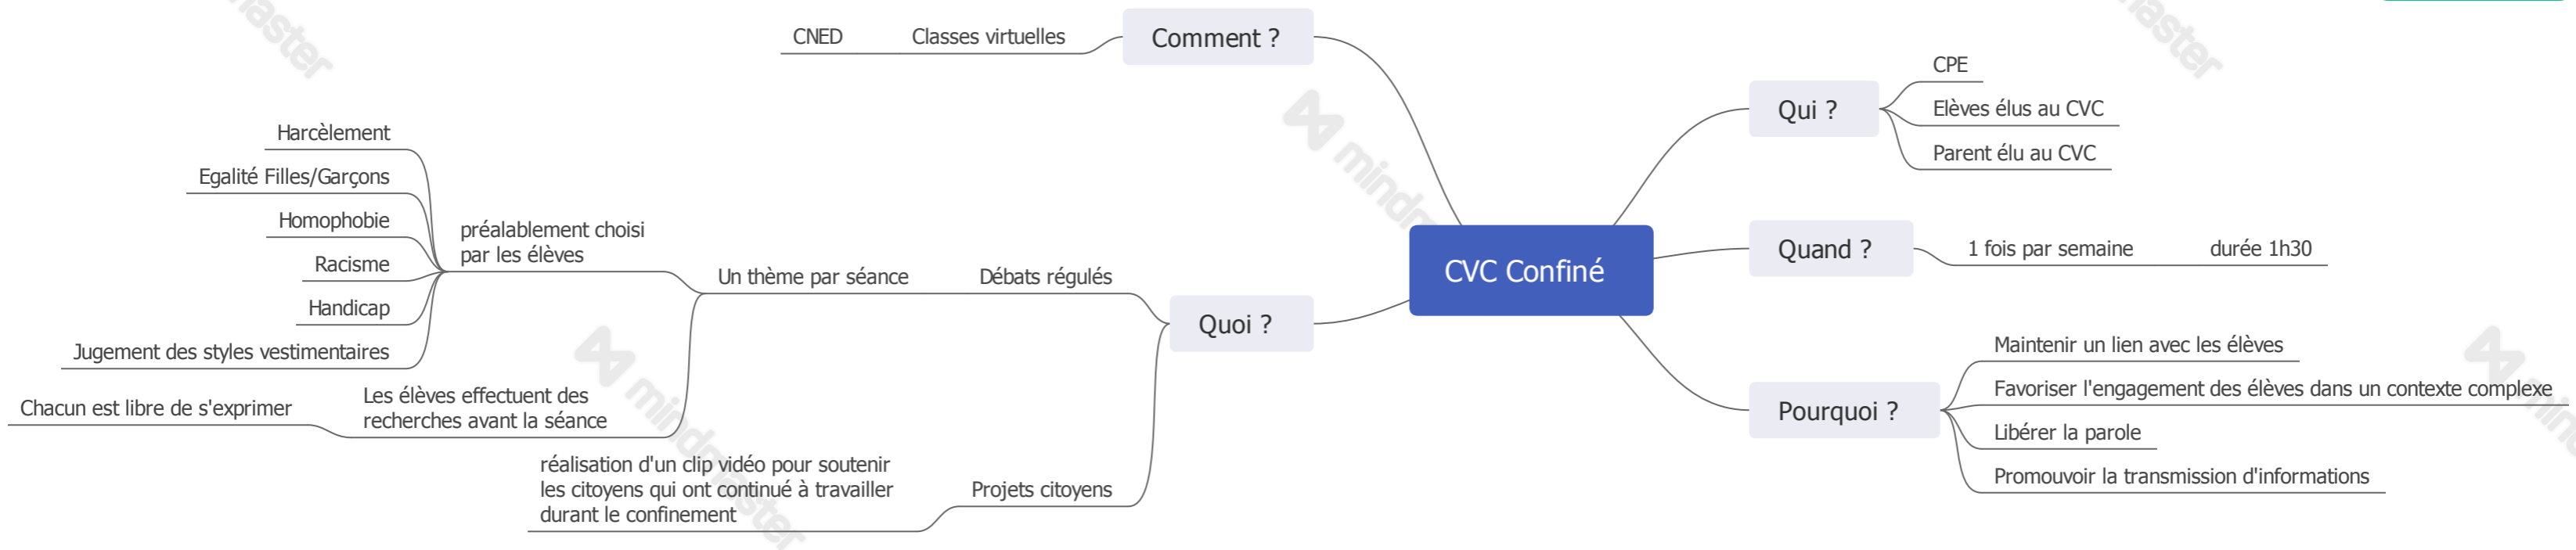 CVC Confiné
Comment ?
Classes virtuelles
CNED
Qui ?
CPE
Elèves élus au CVC
Parent élu au CVC
Quand ?
1 fois par semaine
durée 1h30
Pourquoi ?
Maintenir un lien avec les élèves
Favoriser l'engagement des élèves dans un contexte complexe
Libérer la parole
Promouvoir la transmission d'informations
Quoi ?
Débats régulés
Un thème par séance
préalablement choisi
par les élèves
Harcèlement
Egalité Filles/Garçons
Homophobie
Racisme
Handicap
Jugement des styles vestimentaires
Les élèves effectuent des
recherches avant la séance
Chacun est libre de s'exprimer
Projets citoyens
réalisation d'un clip vidéo pour soutenir
les citoyens qui ont continué à travailler
durant le confinement
mindmaster